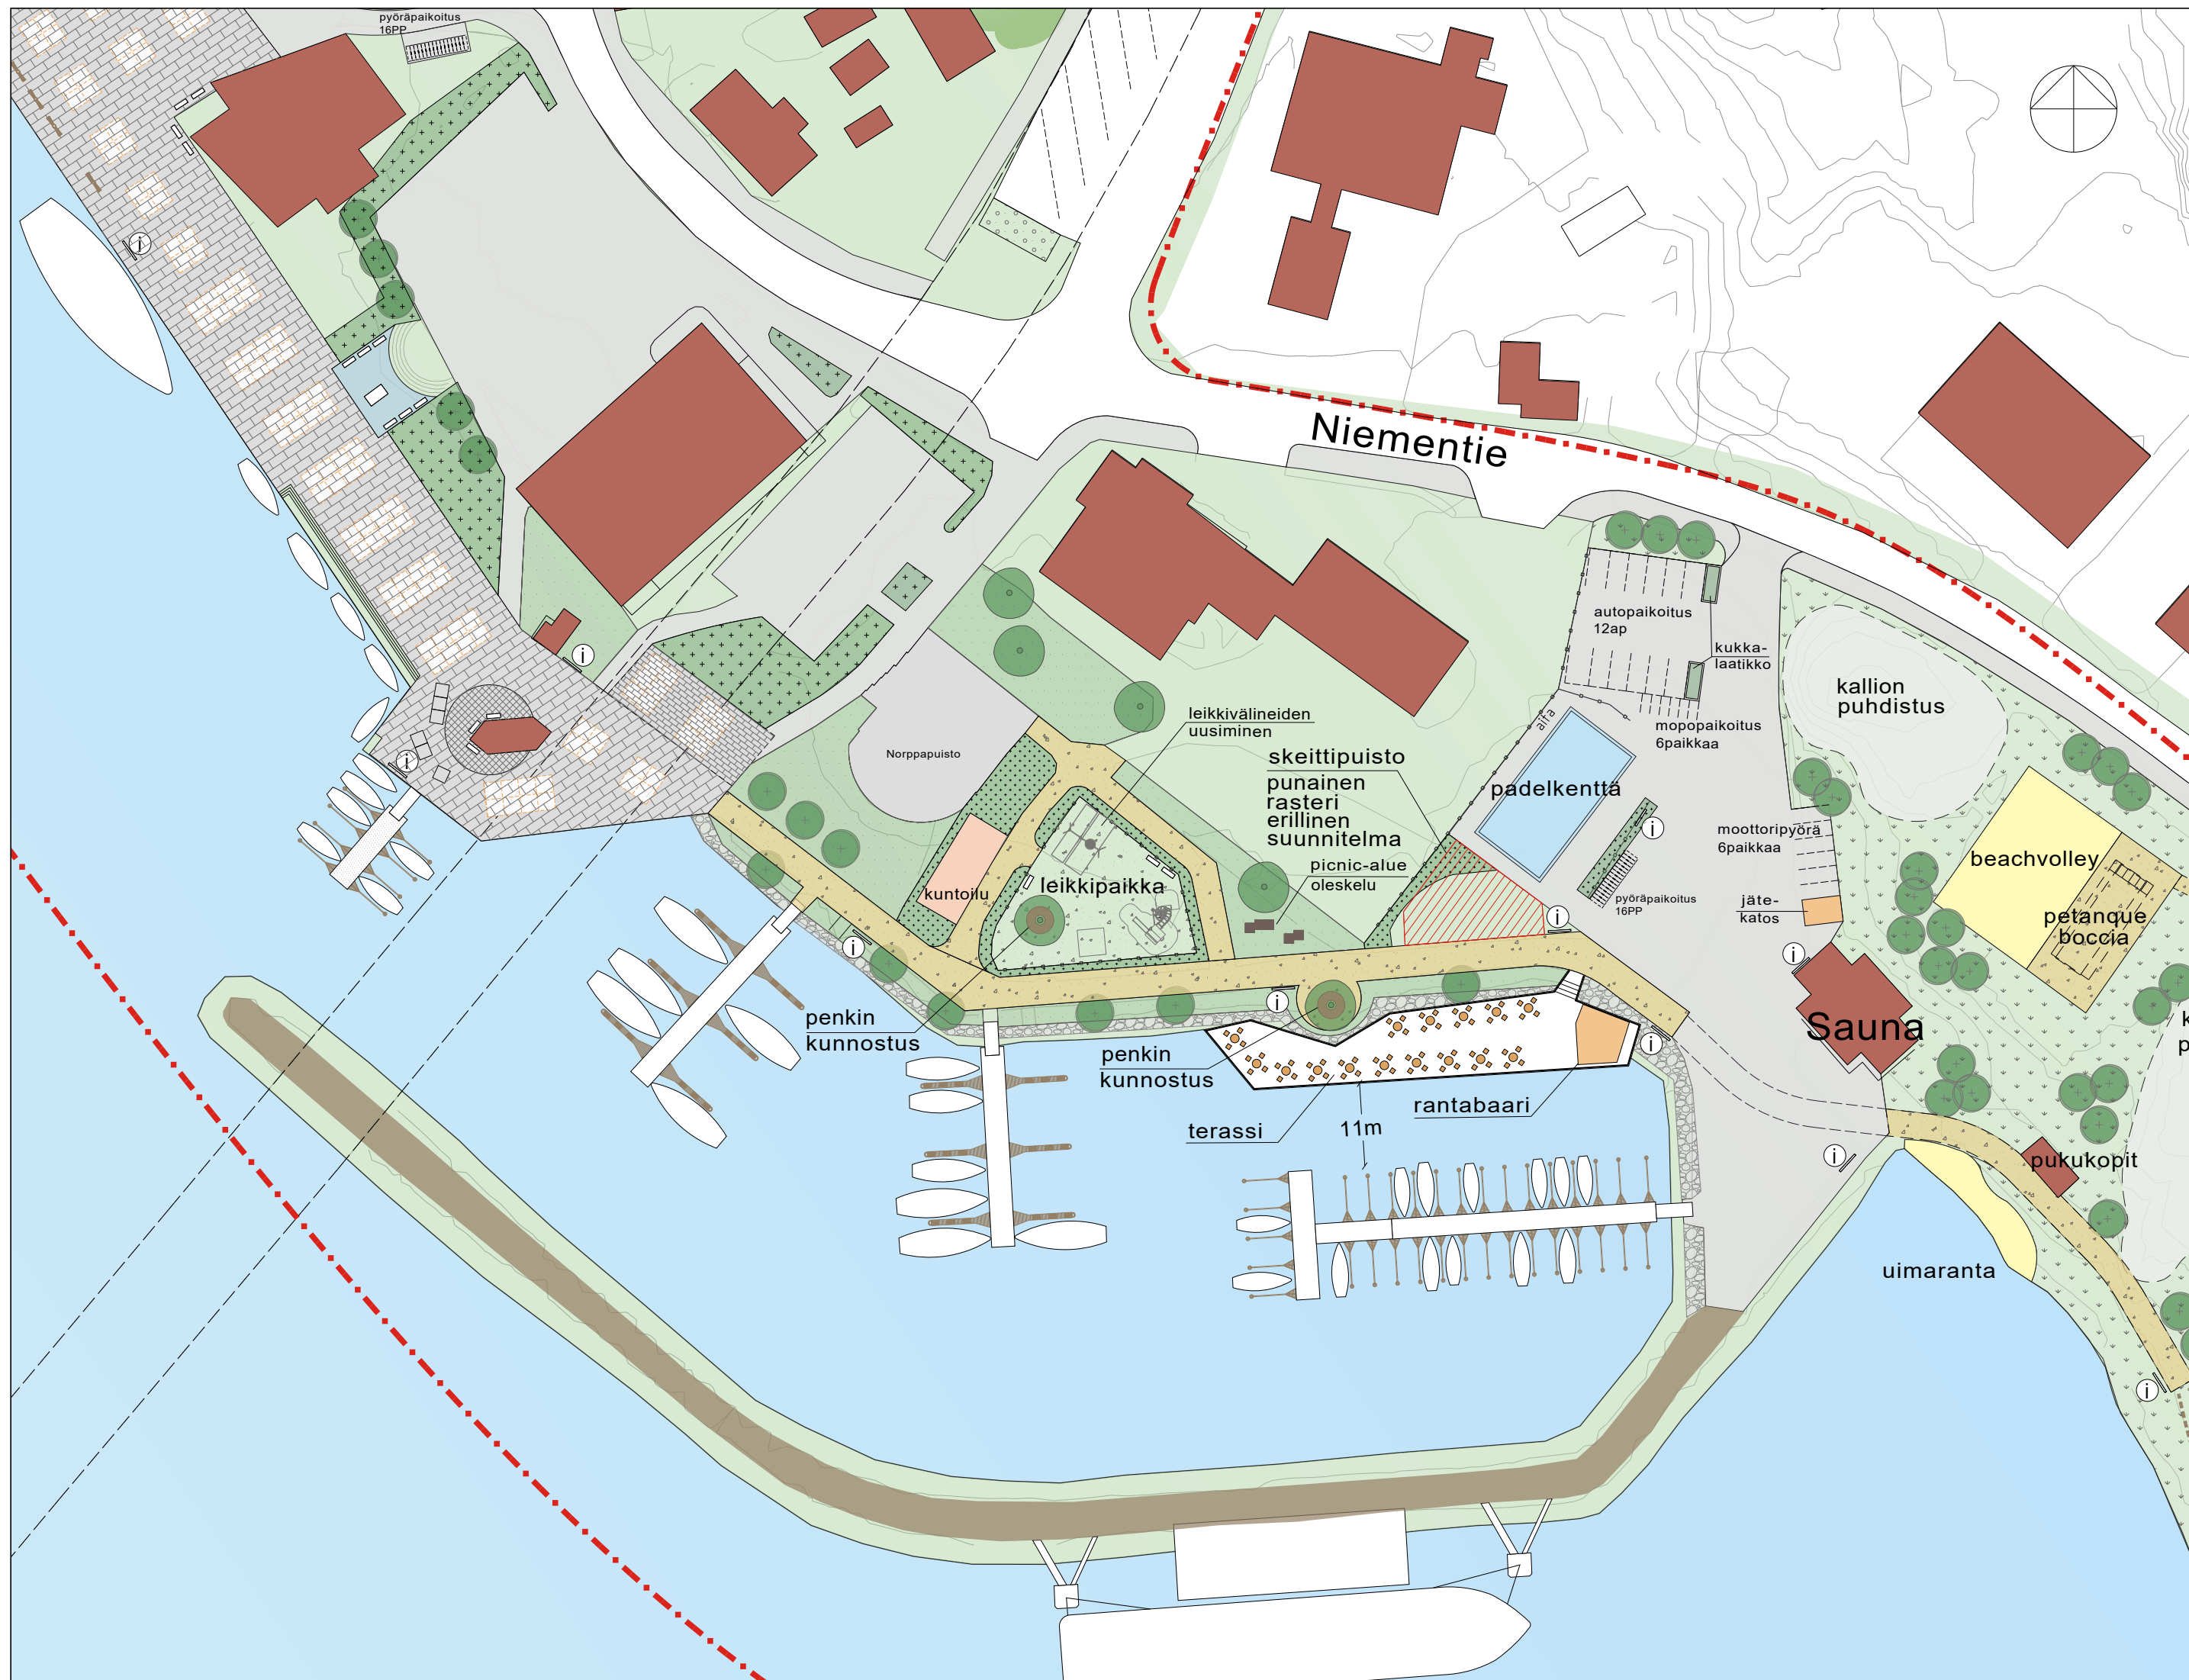 pyöräpaikoitus
16PP
i
Niementie
autopaikoitus
12ap
kukka-
laatikko
i
kallion
puhdistus
leikkivälineiden
uusiminen
aita
mopopaikoitus
6paikkaa
Norppapuisto
i
skeittipuisto
punainen
rasteri
erillinen
suunnitelma
padelkenttä
i
moottoripyörä
6paikkaa
beachvolley
picnic-alue
oleskelu
kuntoilu
leikkipaikka
pyöräpaikoitus
16PP
jäte-
katos
petanque
boccia
i
i
i
i
penkin
kunnostus
Sauna
k
p
penkin
kunnostus
i
rantabaari
terassi
11m
i
pukukopit
uimaranta
i